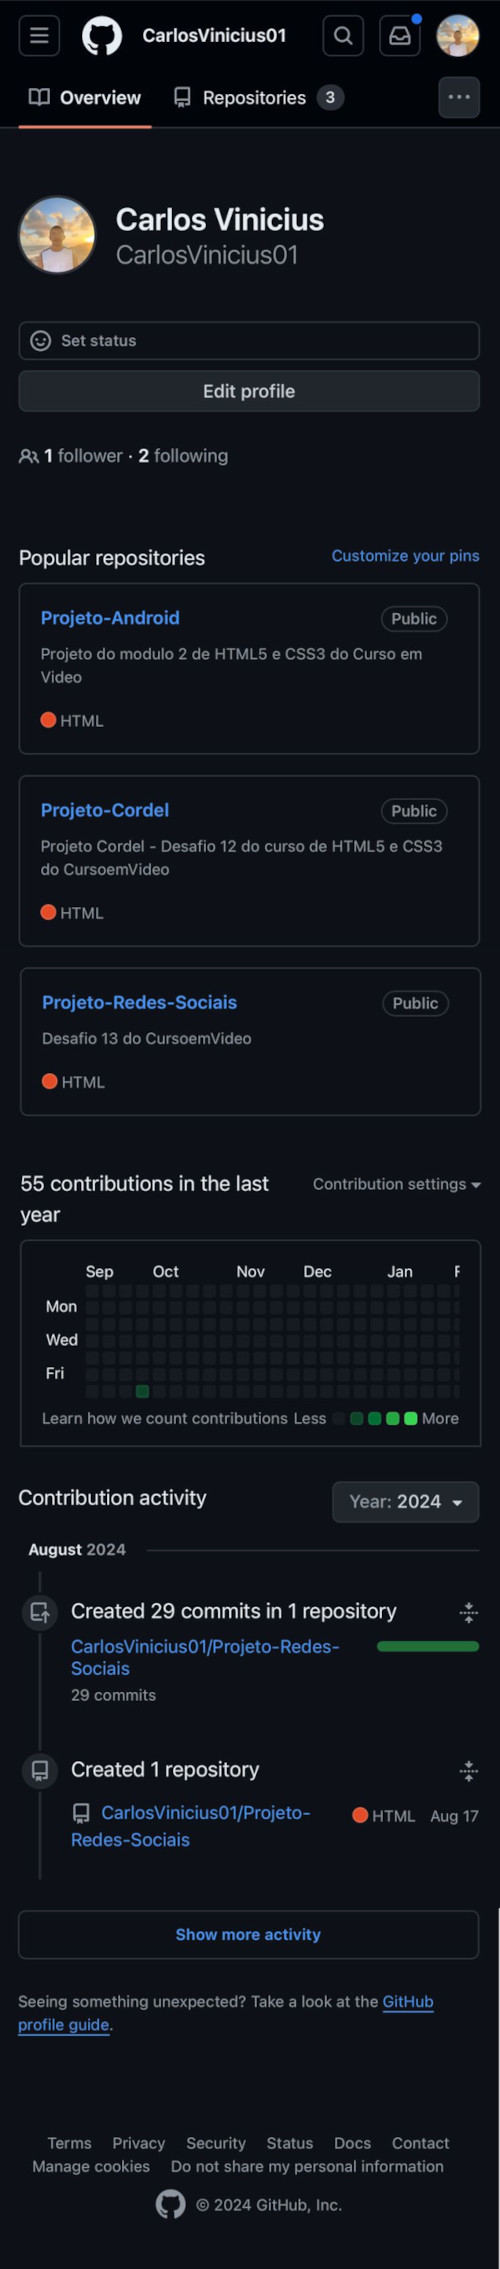 CarlosVinicius01
Overview
Repositories 3
Carlos Vinicius
CarlosVinicius01
Set status
Edit profile
1 follower · 2 following
Popular repositories
Customize your pins
Projeto-Android
Public
Projeto do modulo 2 de HTML5 e CSS3 do Curso em
Video
HTML
Projeto-Cordel
Public
Projeto Cordel - Desafio 12 do curso de HTML5 e CSS3
do CursoemVideo
HTML
Projeto-Redes-Sociais
Public
Desafio 13 do CursoemVideo
HTML
55 contributions in the last
year
Contribution settings
Sep Oct Nov Dec Jan
Mon
Wed
Fri
Learn how we count contributions Less More
Contribution activity
Year: 2024
August 2024
Created 29 commits in 1 repository
CarlosVinicius01/Projeto-Redes-
Sociais
29 commits
Created 1 repository
CarlosVinicius01/Projeto-
Redes-Sociais
HTML Aug 17
Show more activity
Seeing something unexpected? Take a look at the GitHub
profile guide.
Terms Privacy Security Status Docs Contact
Manage cookies Do not share my personal information
© 2024 GitHub, Inc.